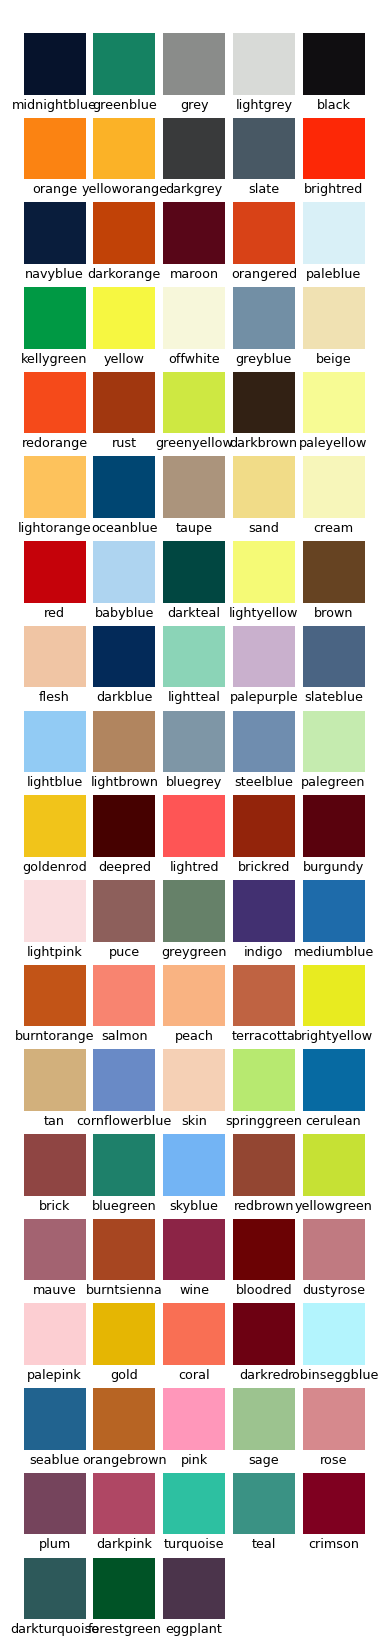 midnightblue greenblue grey lightgrey black
orange yelloworange darkgrey slate brightred
navyblue darkorange maroon orangered paleblue
kellygreen yellow offwhite greyblue beige
redorange rust greenyellow darkbrown paleyellow
lightorange oceanblue taupe sand cream
red babyblue darkteal lightyellow brown
flesh darkblue lightteal palepurple slateblue
lightblue lightbrown bluegrey steelblue palegreen
goldenrod deepred lightred brickred burgundy
lightpink puce greygreen indigo mediumblue
burntorange salmon peach terracotta brightyellow
tan cornflowerblue skin springgreen cerulean
brick bluegreen skyblue redbrown yellowgreen
mauve burntsienna wine bloodred dustyrose
palepink gold coral darkred robinseggblue
seablue orangebrown pink sage rose
plum darkpink turquoise teal crimson
darkturquoise forestgreen eggplant